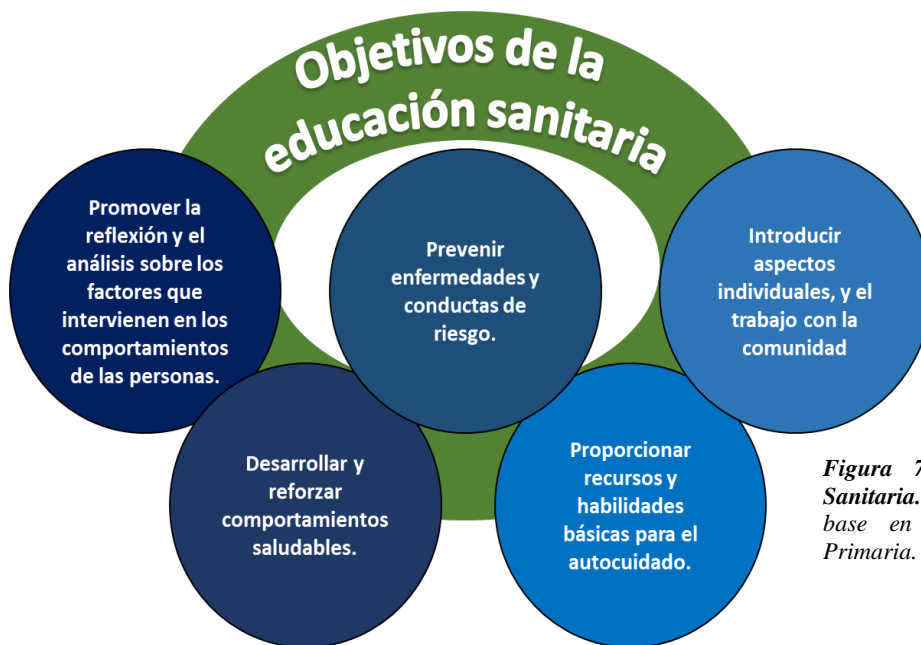 Objetivos de la
educación sanitaria
Promover la
reflexión y el
análisis sobre los
factores que
intervienen en los
comportamientos
de las personas.
Prevenir
enfermedades y
conductas de
riesgo.
Introducir
aspectos
individuales, y el
trabajo con la
comunidad
Desarrollar y
reforzar
comportamientos
saludables.
Proporcionar
recursos y
habilidades
básicas para el
autocuidado.
Figura 7
Sanitaria.
base en
Primaria.